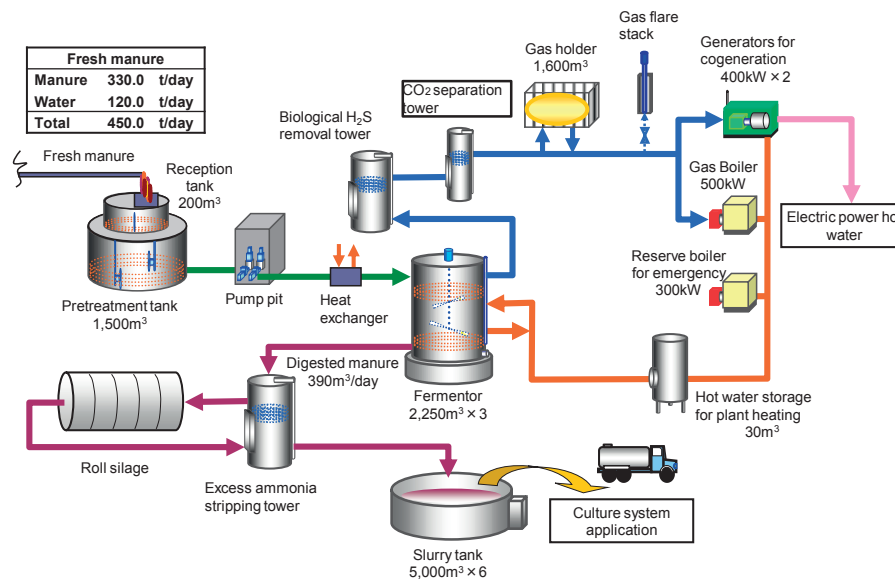 Fresh manure
Manure 330.0 t/day
Water 120.0 t/day
Total 450.0 t/day
Fresh manure
Reception
tank
200m³
Pretreatment tank
1,500m³
Pump pit
Heat
exchanger
Biological H₂S
removal tower
CO₂ separation
tower
Gas holder
1,600m³
Gas flare
stack
Generators for
cogeneration
400kW × 2
Gas Boiler
500kW
Electric power ho
water
Reserve boiler
for emergency
300kW
Hot water storage
for plant heating
30m³
Fermentor
2,250m³ × 3
Digested manure
390m³/day
Roll silage
Excess ammonia
stripping tower
Slurry tank
5,000m³ × 6
Culture system
application